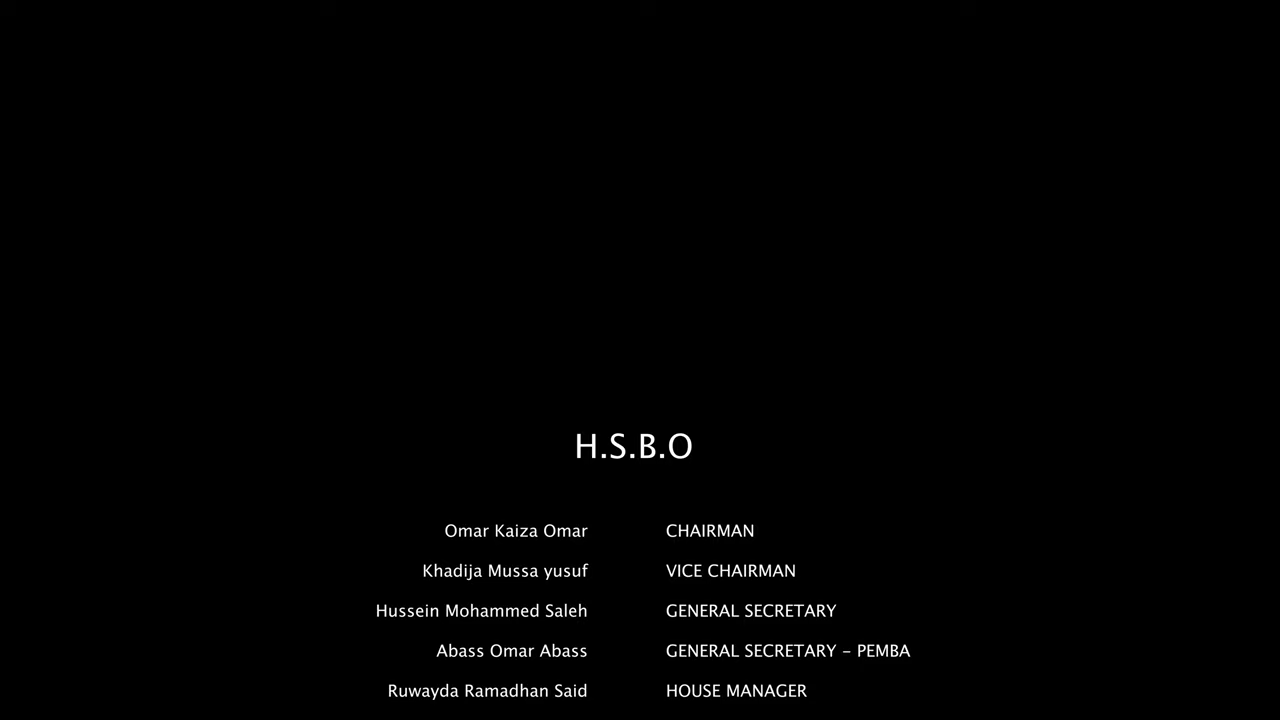 H.S.B.O
Omar Kaiza Omar CHAIRMAN
Khadija Mussa yusuf VICE CHAIRMAN
Hussein Mohammed Saleh GENERAL SECRETARY
Abass Omar Abass GENERAL SECRETARY – PEMBA
Ruwayda Ramadhan Said HOUSE MANAGER